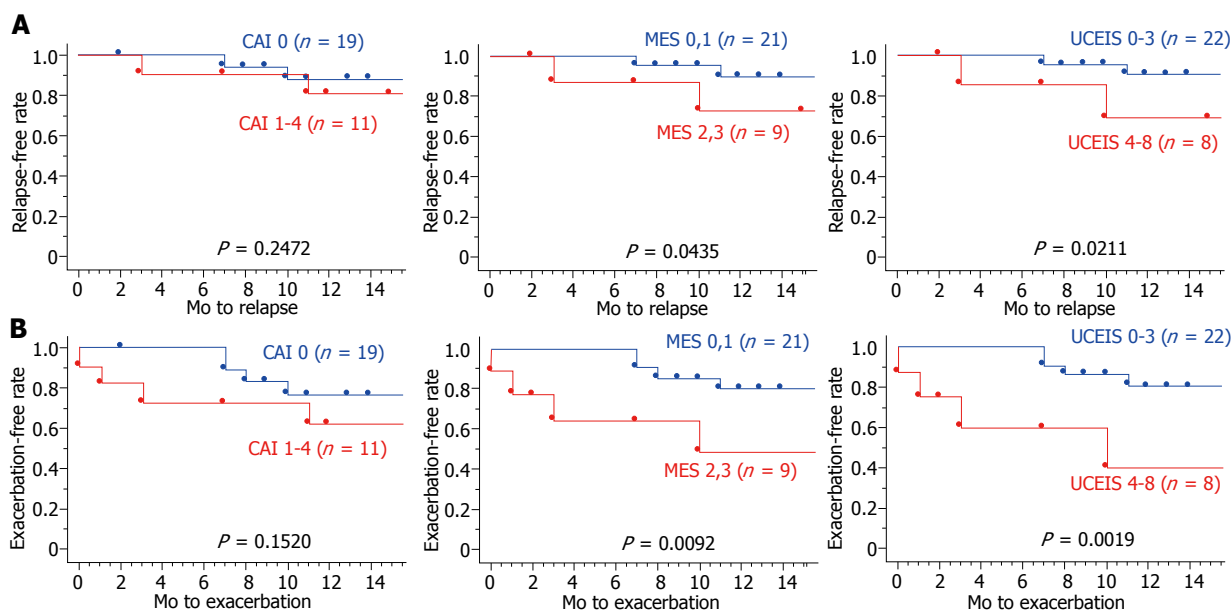 A
CAI 0 (n = 19)
CAI 1-4 (n = 11)
Relapse-free rate
1.0
0.8
0.6
0.4
0.2
0
P = 0.2472
0 2 4 6 8 10 12 14
Mo to relapse
MES 0,1 (n = 21)
MES 2,3 (n = 9)
Relapse-free rate
1.0
0.8
0.6
0.4
0.2
0
P = 0.0435
0 2 4 6 8 10 12 14
Mo to relapse
UCEIS 0-3 (n = 22)
UCEIS 4-8 (n = 8)
Relapse-free rate
1.0
0.8
0.6
0.4
0.2
0
P = 0.0211
0 2 4 6 8 10 12 14
Mo to relapse
B
CAI 0 (n = 19)
CAI 1-4 (n = 11)
Exacerbation-free rate
1.0
0.8
0.6
0.4
0.2
0
P = 0.1520
0 2 4 6 8 10 12 14
Mo to exacerbation
MES 0,1 (n = 21)
MES 2,3 (n = 9)
Exacerbation-free rate
1.0
0.8
0.6
0.4
0.2
0
P = 0.0092
0 2 4 6 8 10 12 14
Mo to exacerbation
UCEIS 0-3 (n = 22)
UCEIS 4-8 (n = 8)
Exacerbation-free rate
1.0
0.8
0.6
0.4
0.2
0
P = 0.0019
0 2 4 6 8 10 12 14
Mo to exacerbation